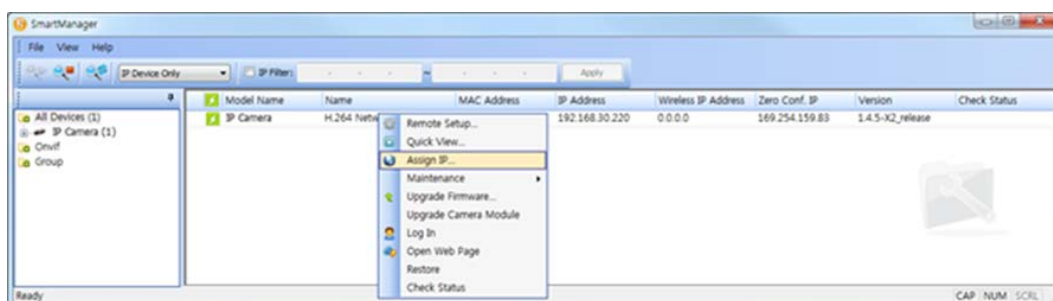 SmartManager
File View Help
IP Device Only IP Filter: ~ Apply
Model Name Name MAC Address IP Address Wireless IP Address Zero Conf. IP Version Check Status
All Devices (1)
IP Camera (1)
Onvif
Group
IP Camera H.264 Netw 192.168.30.220 0.0.0.0 169.254.159.83 1.4.5-X2_release
Remote Setup...
Quick View...
Assign IP...
Maintenance
Upgrade Firmware...
Upgrade Camera Module
Log In
Open Web Page
Restore
Check Status
Ready CAP NUM SCRL